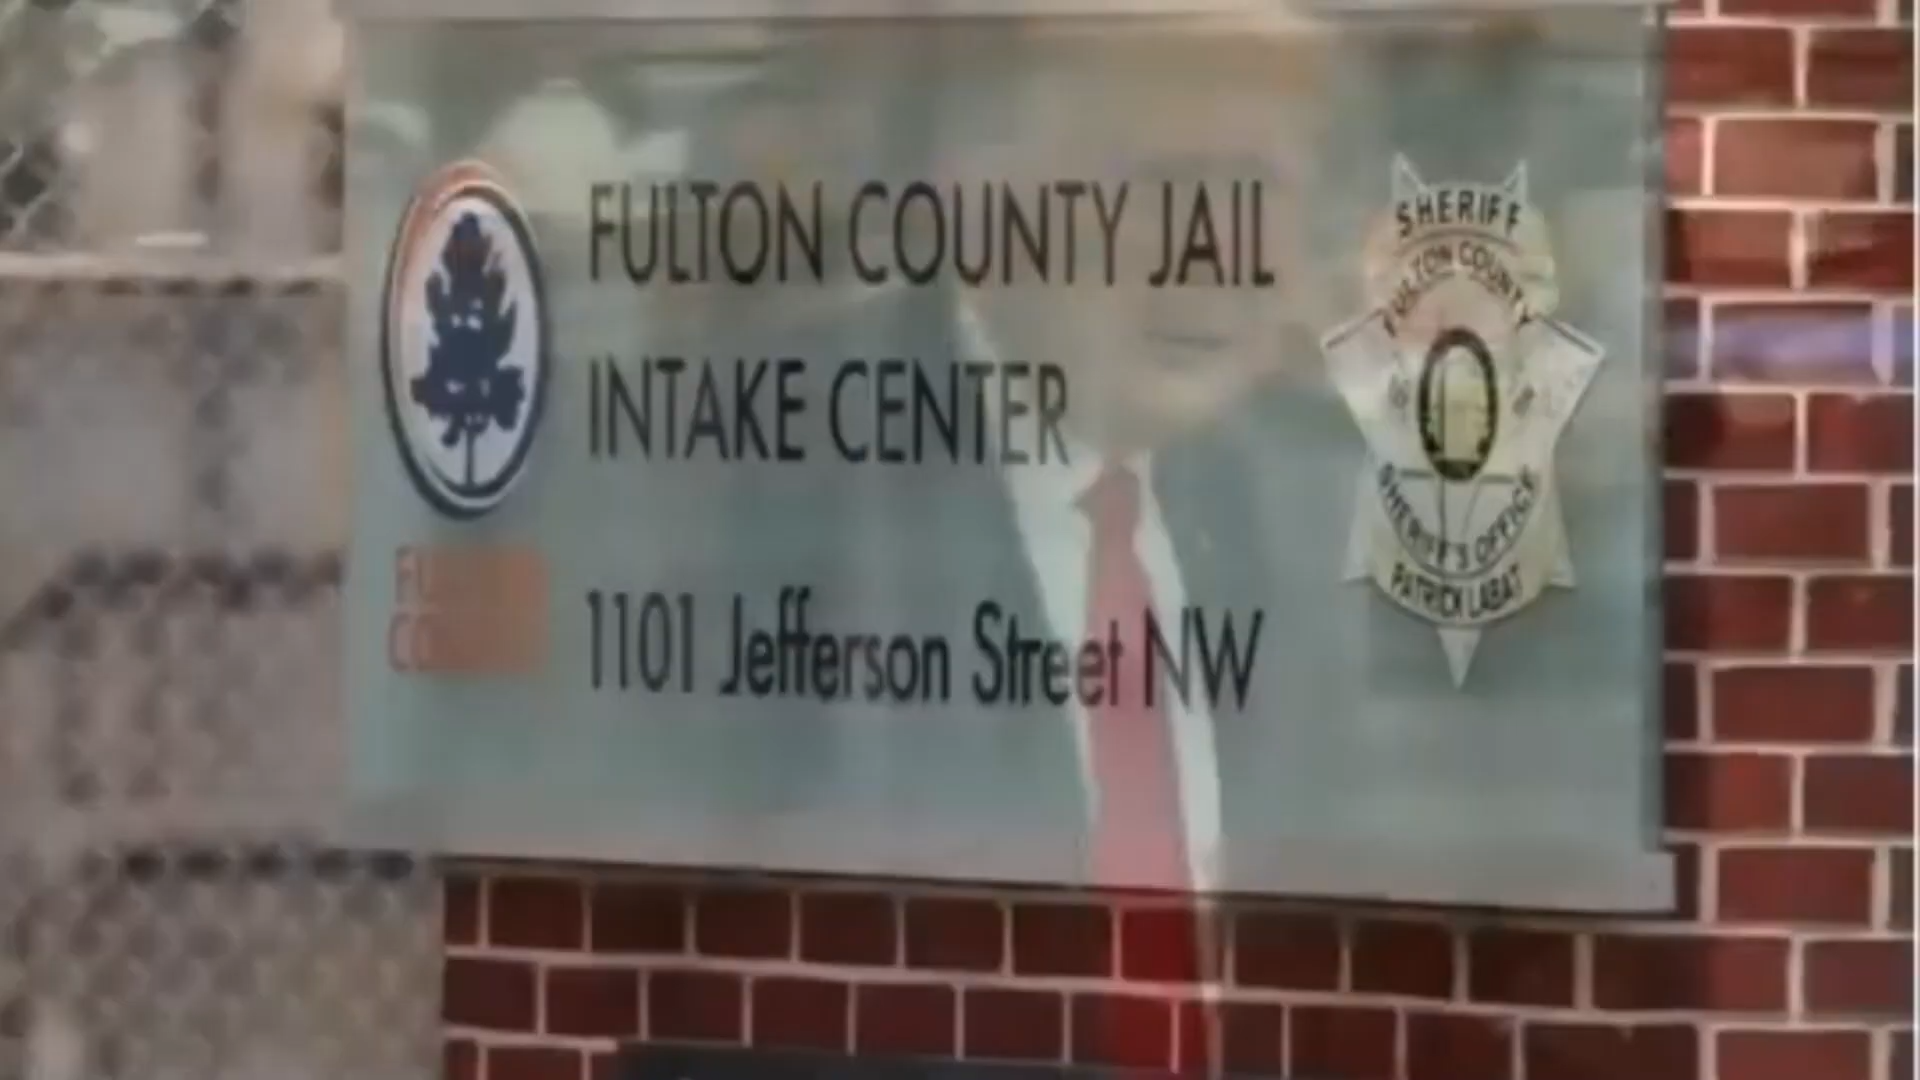 FULTON COUNTY JAIL
INTAKE CENTER
1101 Jefferson Street NW
SHERIFF
FULTON COUNTY
SHERIFF'S OFFICE
PATRICK LABAT